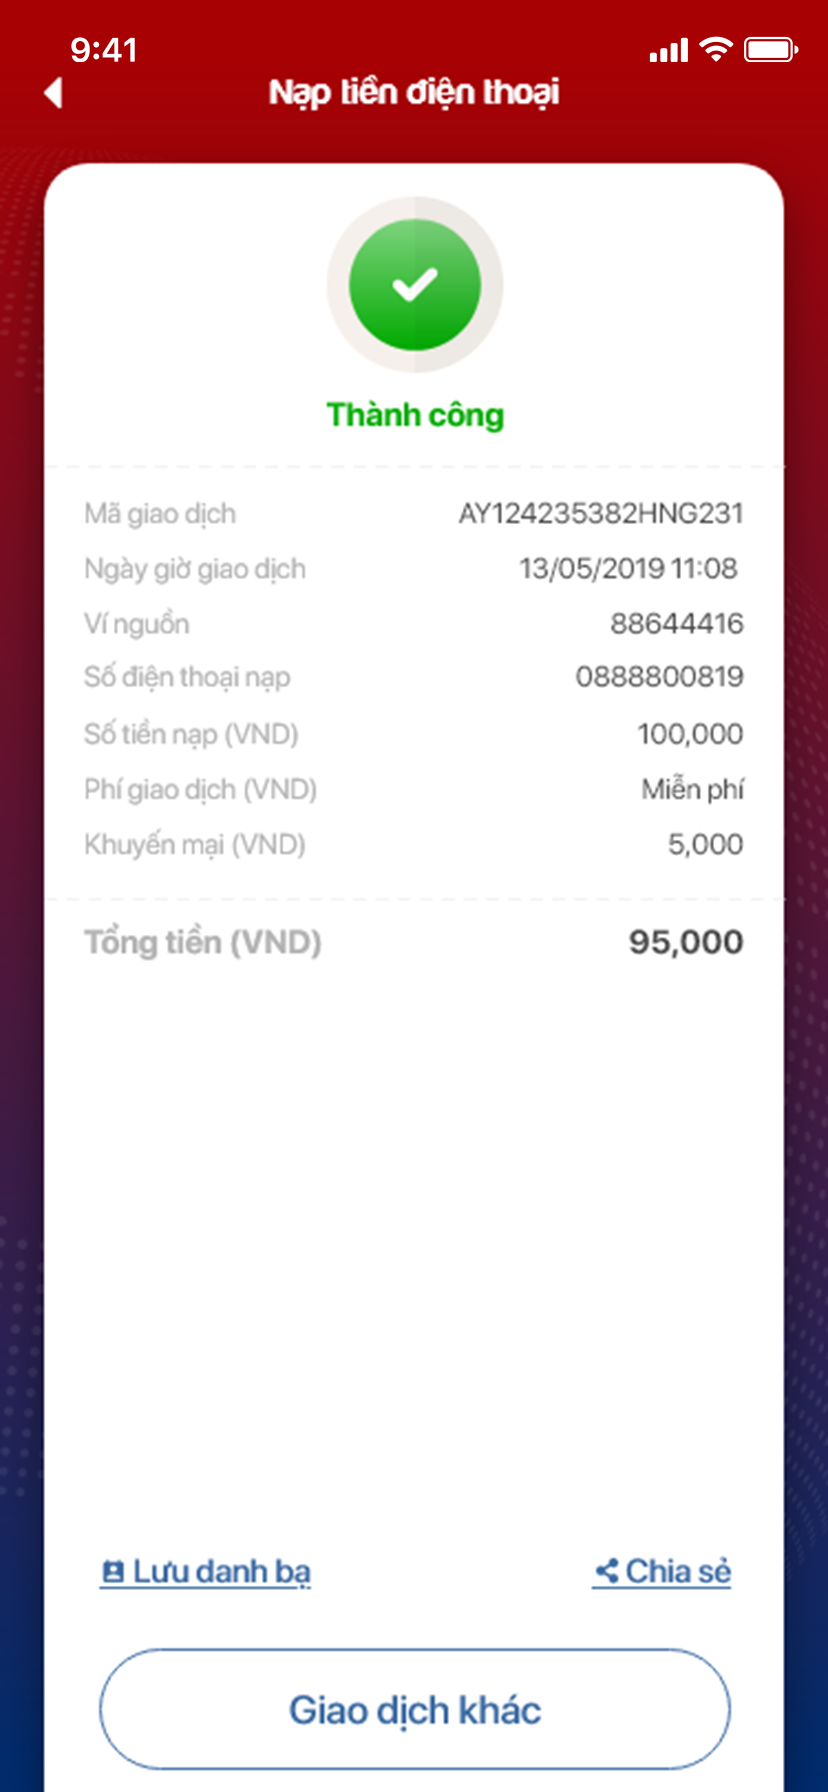 9:41
Nạp tiền điện thoại
Thành công
Mã giao dịch AY124235382HNG231
Ngày giờ giao dịch 13/05/2019 11:08
Ví nguồn 88644416
Số điện thoại nạp 0888800819
Số tiền nạp (VND) 100,000
Phí giao dịch (VND) Miễn phí
Khuyến mại (VND) 5,000
Tổng tiền (VND) 95,000
Lưu danh bạ Chia sẻ
Giao dịch khác